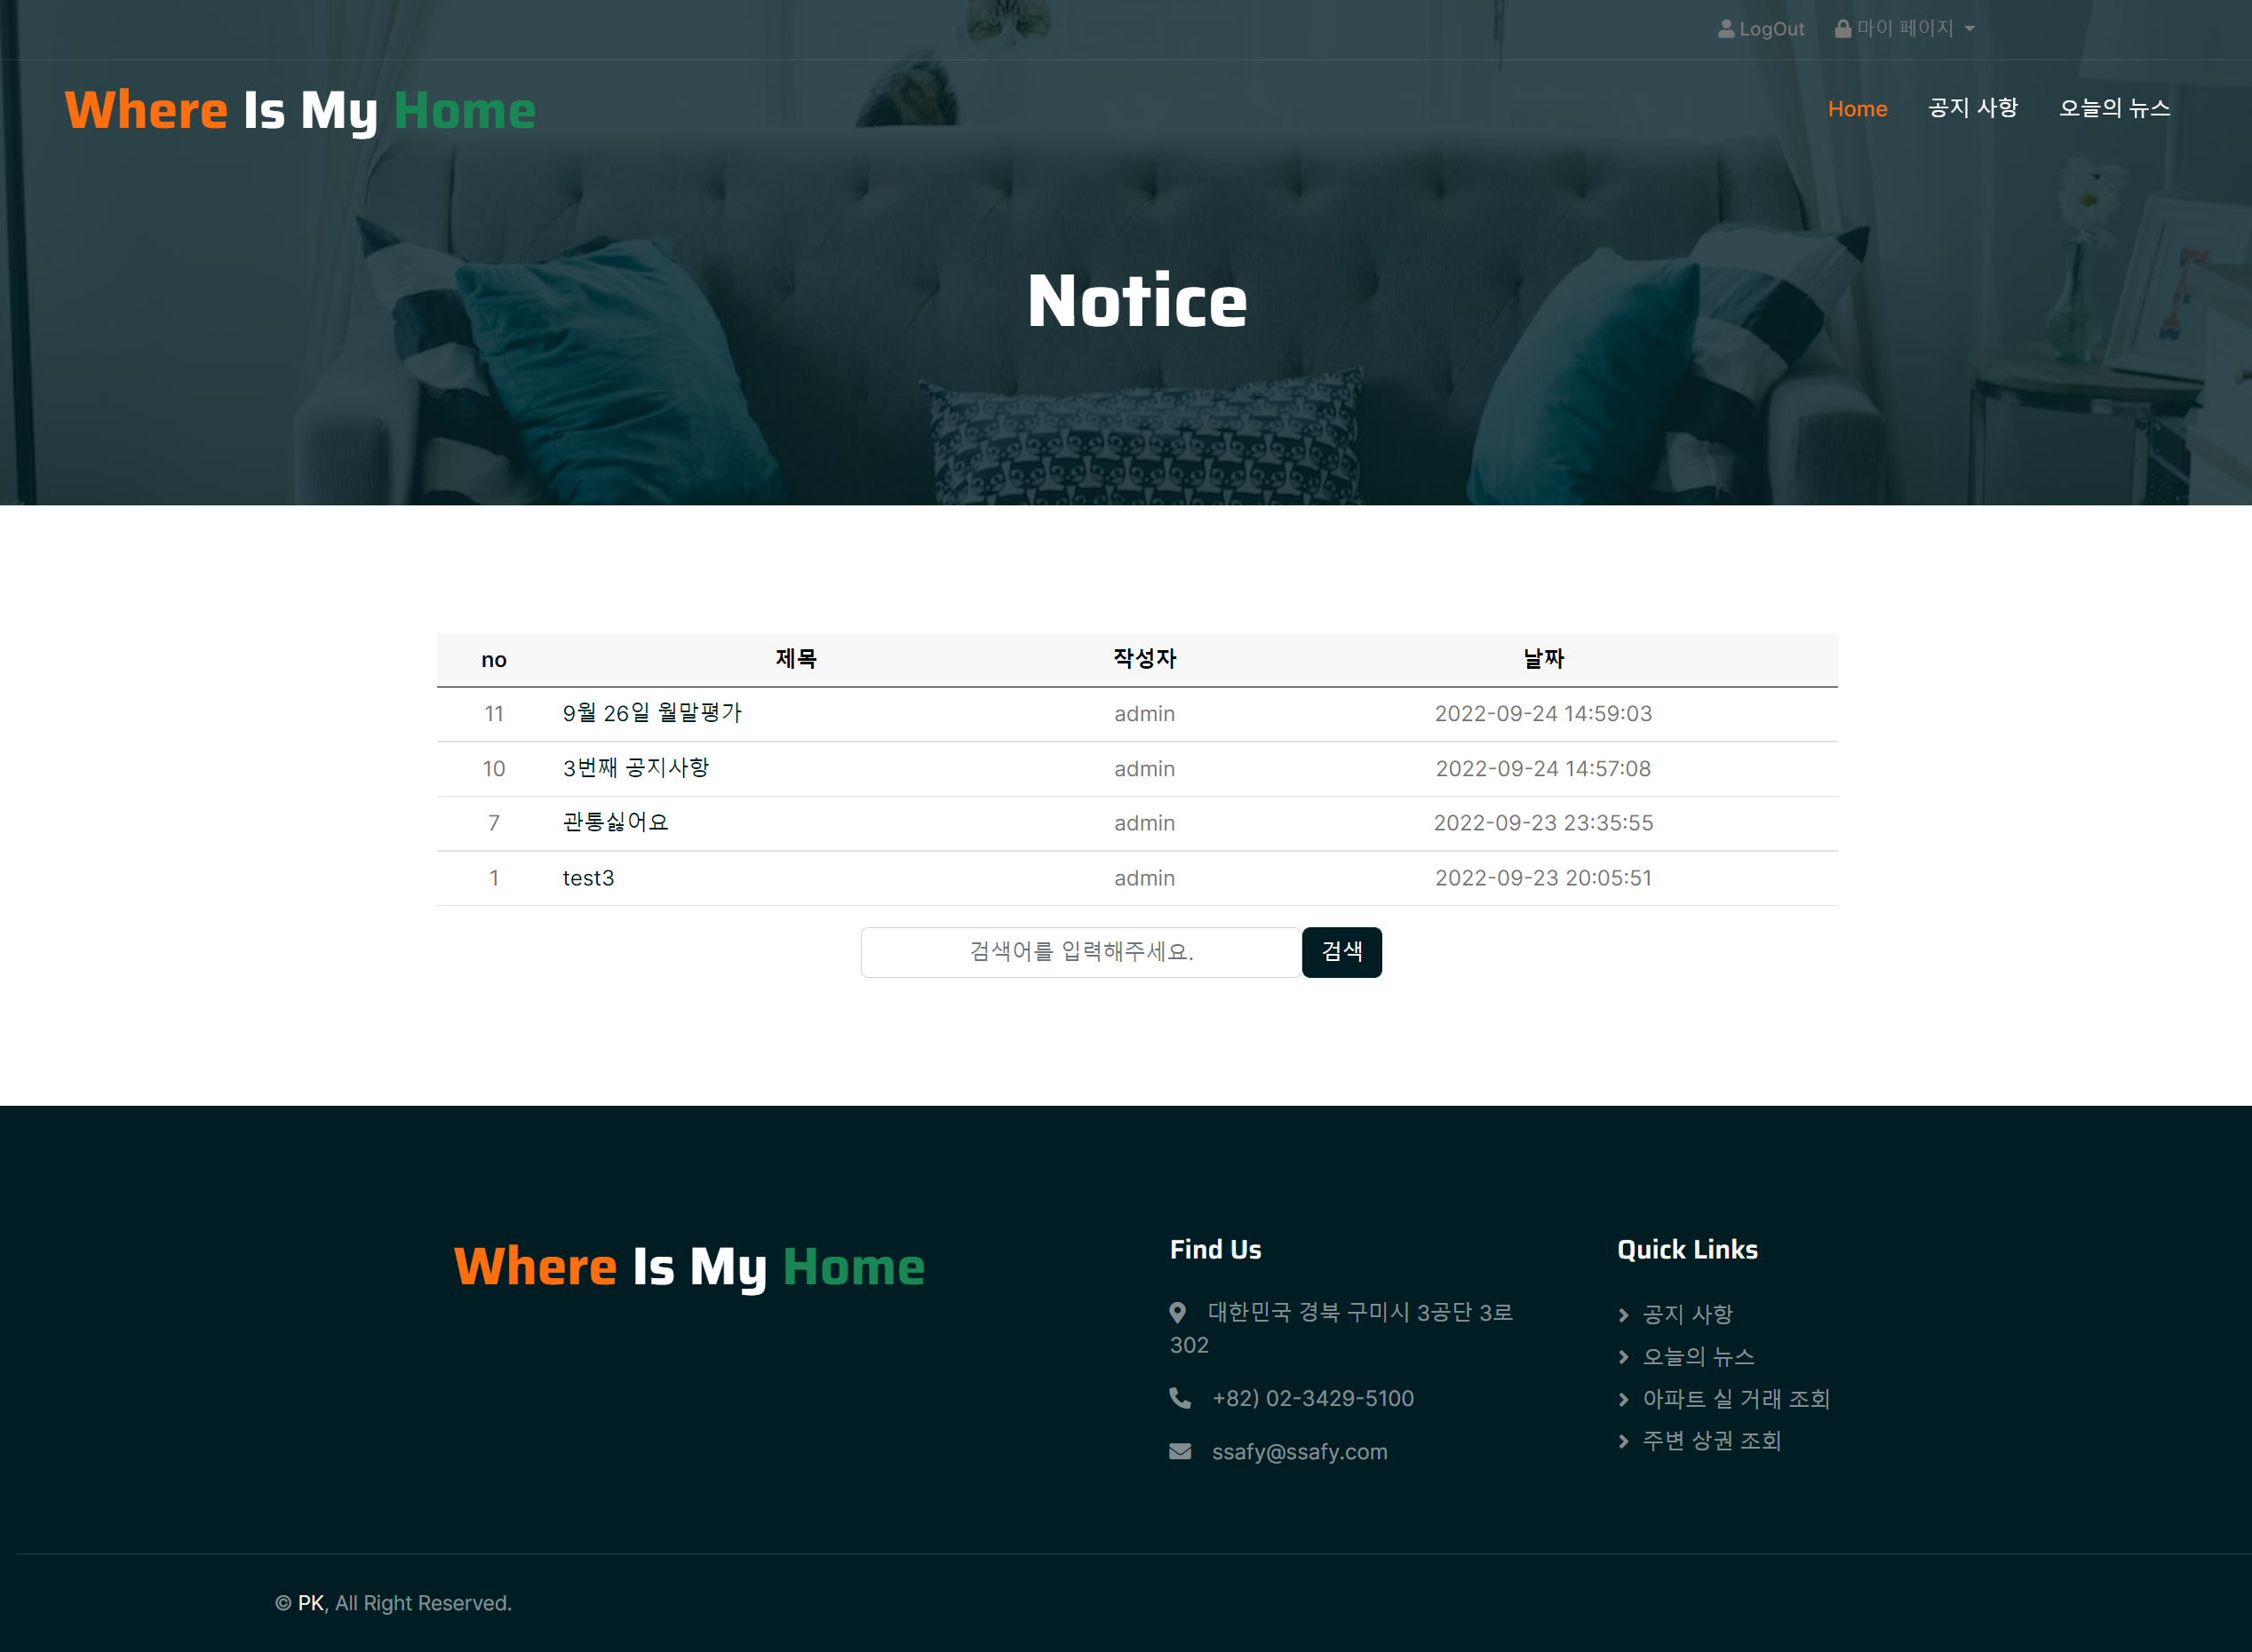 LogOut 마이 페이지
Where Is My Home
Home 공지 사항 오늘의 뉴스
Notice
no 제목 작성자 날짜
11 9월 26일 월말평가 admin 2022-09-24 14:59:03
10 3번째 공지사항 admin 2022-09-24 14:57:08
7 관통싫어요 admin 2022-09-23 23:35:55
1 test3 admin 2022-09-23 20:05:51
검색어를 입력해주세요. 검색
Where Is My Home
Find Us
대한민국 경북 구미시 3공단 3로
302
+82) 02-3429-5100
ssafy@ssafy.com
Quick Links
공지 사항
오늘의 뉴스
아파트 실 거래 조회
주변 상권 조회
© PK, All Right Reserved.